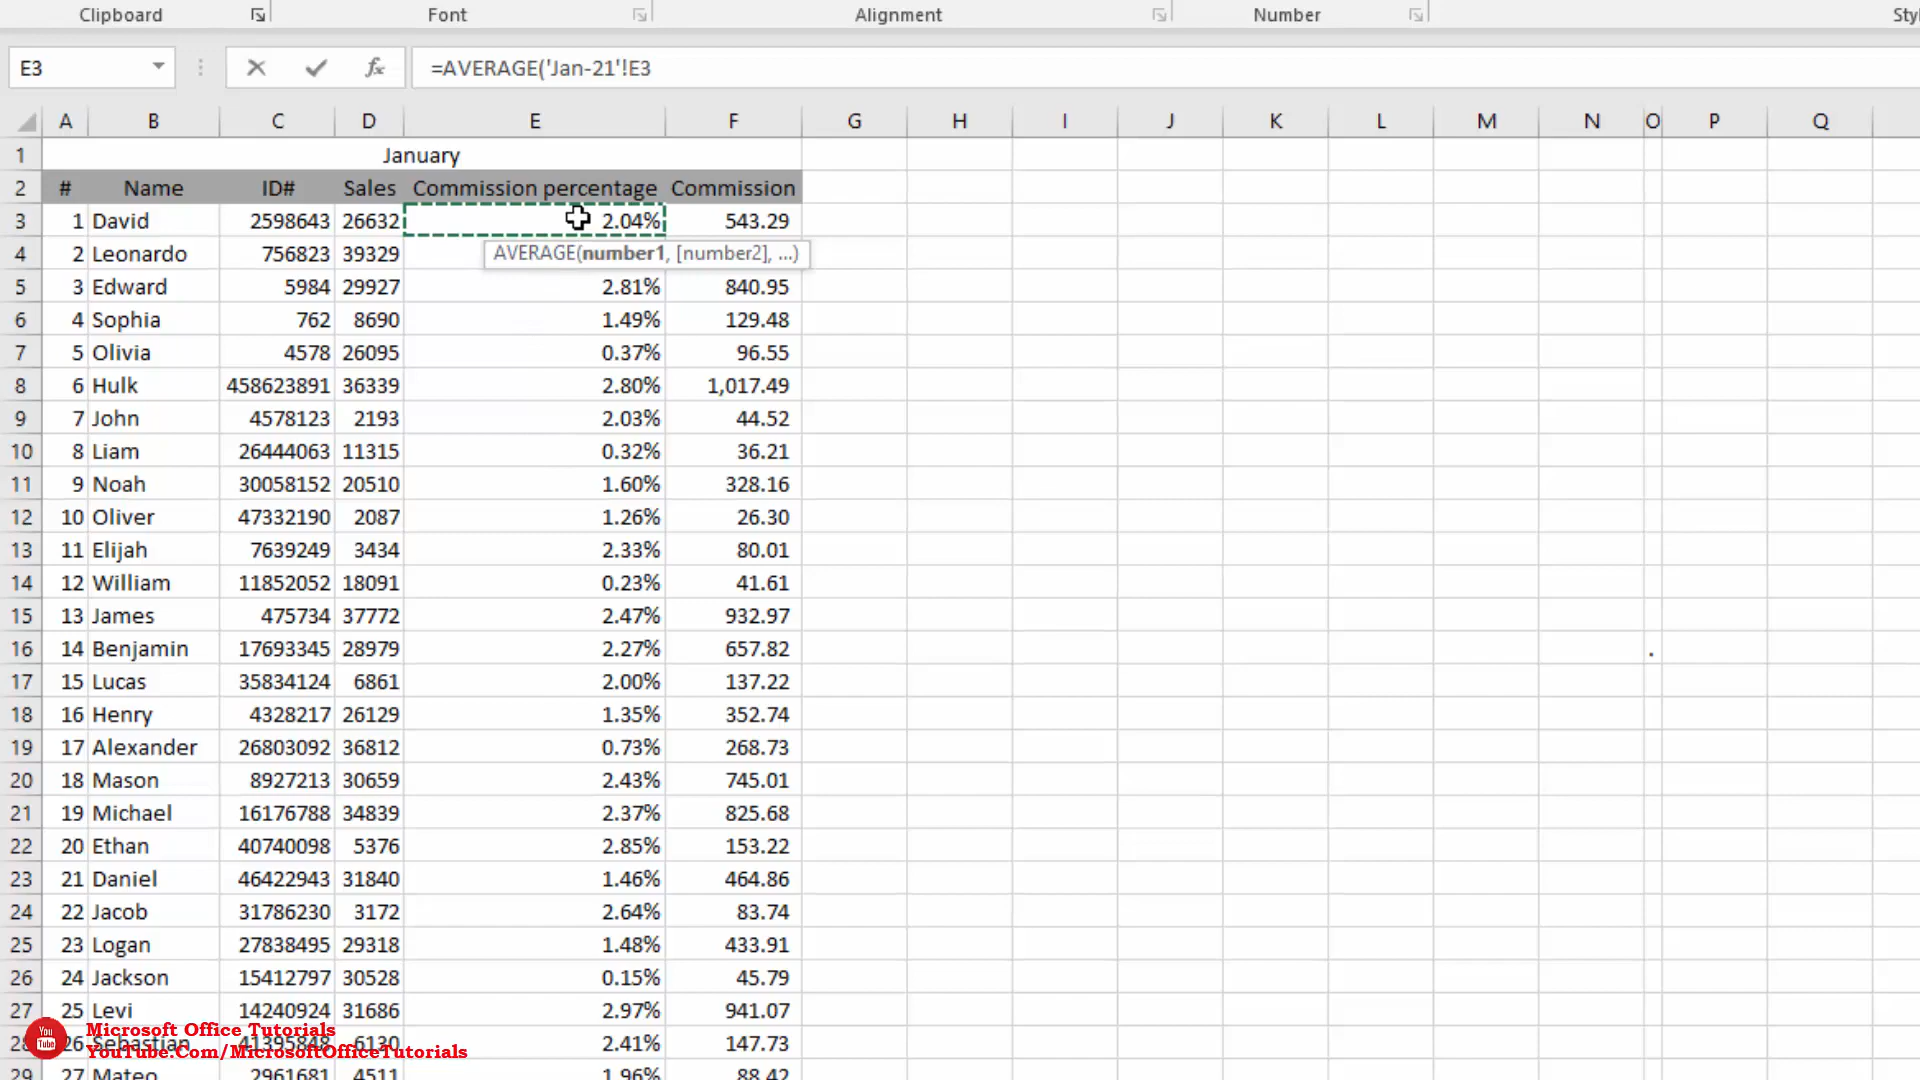 Clipboard Font Alignment Number Styl
E3 fx =AVERAGE('Jan-21'!E3
A B C D E F G H I J K L M N O P Q
1 January
2 # Name ID# Sales Commission percentage Commission
3 1 David 2598643 26632 2.04% 543.29
4 2 Leonardo 756823 39329
AVERAGE(number1, [number2], ...)
5 3 Edward 5984 29927 2.81% 840.95
6 4 Sophia 762 8690 1.49% 129.48
7 5 Olivia 4578 26095 0.37% 96.55
8 6 Hulk 458623891 36339 2.80% 1,017.49
9 7 John 4578123 2193 2.03% 44.52
10 8 Liam 26444063 11315 0.32% 36.21
11 9 Noah 30058152 20510 1.60% 328.16
12 10 Oliver 47332190 2087 1.26% 26.30
13 11 Elijah 7639249 3434 2.33% 80.01
14 12 William 11852052 18091 0.23% 41.61
15 13 James 475734 37772 2.47% 932.97
16 14 Benjamin 17693345 28979 2.27% 657.82 .
17 15 Lucas 35834124 6861 2.00% 137.22
18 16 Henry 4328217 26129 1.35% 352.74
19 17 Alexander 26803092 36812 0.73% 268.73
20 18 Mason 8927213 30659 2.43% 745.01
21 19 Michael 16176788 34839 2.37% 825.68
22 20 Ethan 40740098 5376 2.85% 153.22
23 21 Daniel 46422943 31840 1.46% 464.86
24 22 Jacob 31786230 3172 2.64% 83.74
25 23 Logan 27838495 29318 1.48% 433.91
26 24 Jackson 15412797 30528 0.15% 45.79
27 25 Levi 14240924 31686 2.97% 941.07
You Tube Microsoft Office Tutorials
28 26 Sebastian 41395848 6130 2.41% 147.73
YouTube.Com/MicrosoftOfficeTutorials
29 27 Mateo 2961681 4511 1.96% 88.42